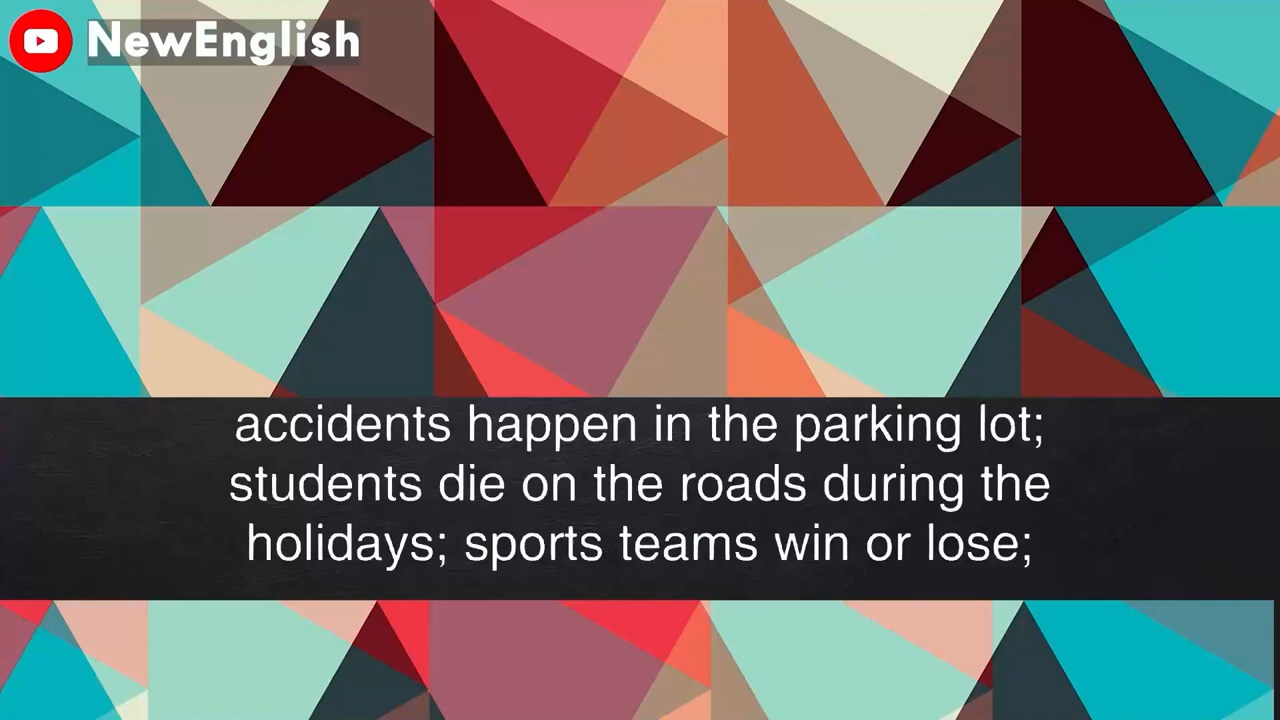 NewEnglish
accidents happen in the parking lot;
students die on the roads during the
holidays; sports teams win or lose;